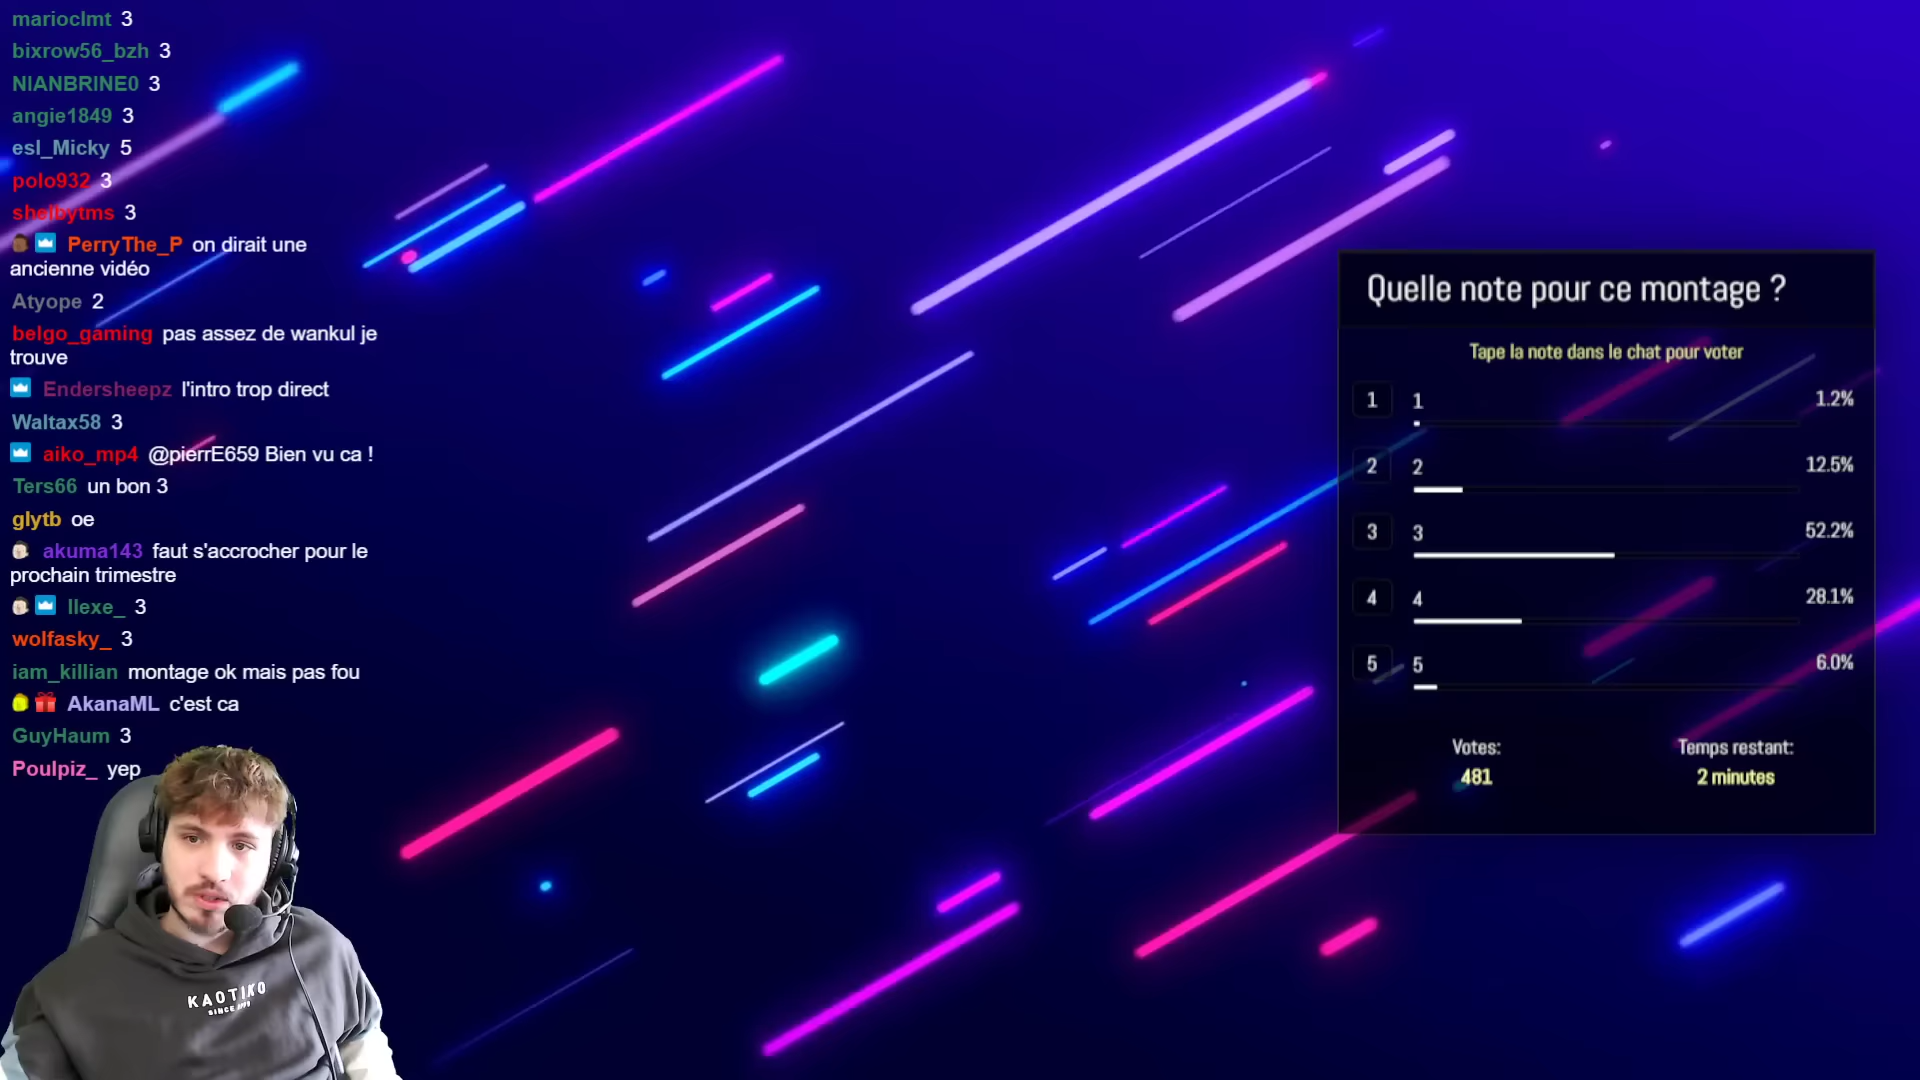 marioclmt 3
bixrow56_bzh 3
NIANBRINE0 3
angie1849 3
esl_Micky 5
polo932 3
shelbytms 3
PerryThe_P on dirait une
ancienne vidéo
Atyope 2
belgo_gaming pas assez de wankul je
trouve
Endersheepz l'intro trop direct
Waltax58 3
aiko_mp4 @pierrE659 Bien vu ca !
Ters66 un bon 3
glytb oe
akuma143 faut s'accrocher pour le
prochain trimestre
llexe_ 3
wolfasky_ 3
iam_killian montage ok mais pas fou
AkanaML c'est ca
GuyHaum 3
Poulpiz_ yep
KAOTIKO
Quelle note pour ce montage ?
Tape la note dans le chat pour voter
1 1 1.2%
2 2 12.5%
3 3 52.2%
4 4 28.1%
5 5 6.0%
Votes: Temps restant:
481 2 minutes